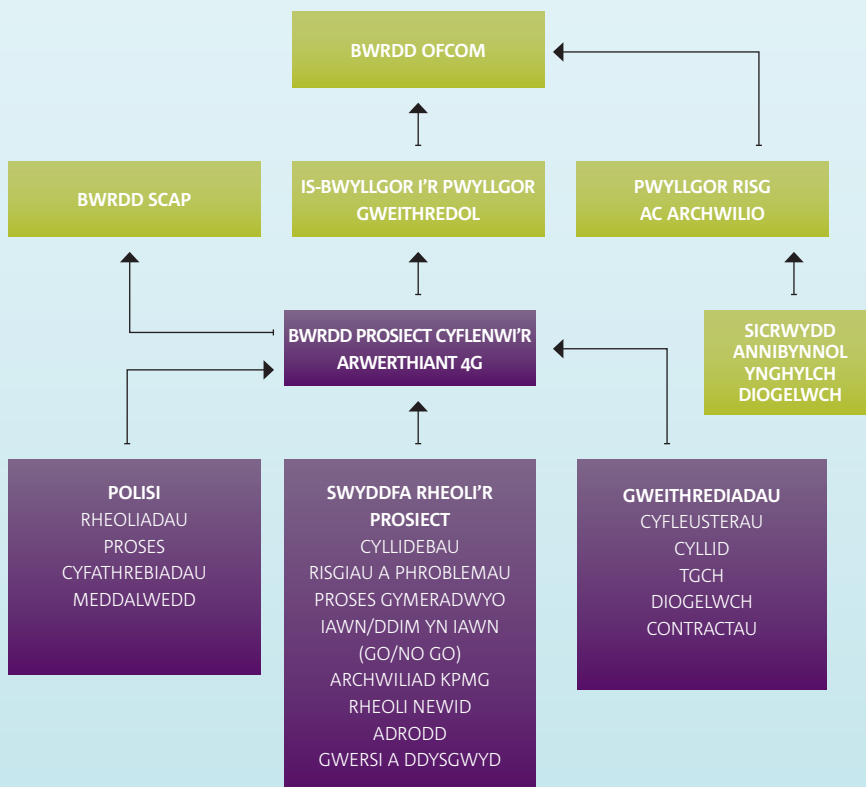 BWRDD OFCOM
BWRDD SCAP
IS-BWYLLGOR I'R PWYLLGOR
GWEITHREDOL
PWYLLGOR RISG
AC ARCHWILIO
BWRDD PROSIECT CYFLENWI'R
ARWERTHIANT 4G
SICRWYDD
ANNIBYNNOL
YNGHYLCH
DIOGELWCH
POLISI
RHEOLIADAU
PROSES
CYFATHREBIADAU
MEDDALWEDD
SWYDDFA RHEOLI'R
PROSIECT
CYLLIDEBAU
RISGIAU A PHROBLEMAU
PROSES GYMERADWYO
IAWN/DDIM YN IAWN
(GO/NO GO)
ARCHWILIAD KPMG
RHEOLI NEWID
ADRODD
GWERSI A DDYSGWYD
GWEITHREDIADAU
CYFLEUSTERAU
CYLLID
TGCH
DIOGELWCH
CONTRACTAU